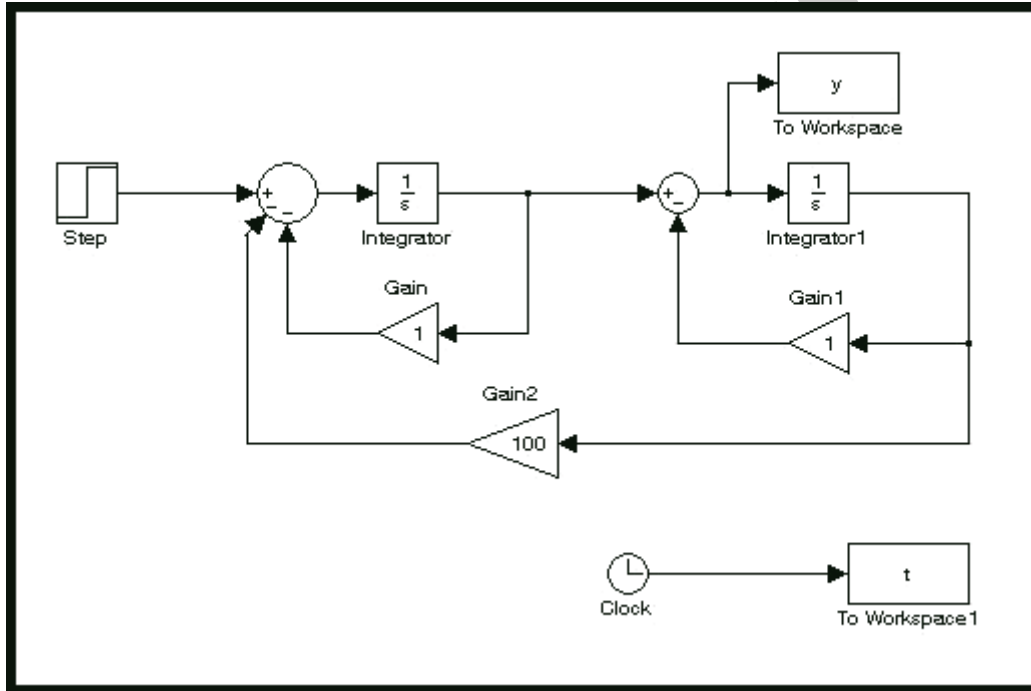 y
To Workspace
+
−
−
1
s
+
−
1
s
Step
Integrator
Integrator1
Gain
1
Gain1
1
Gain2
100
t
Clock
To Workspace1